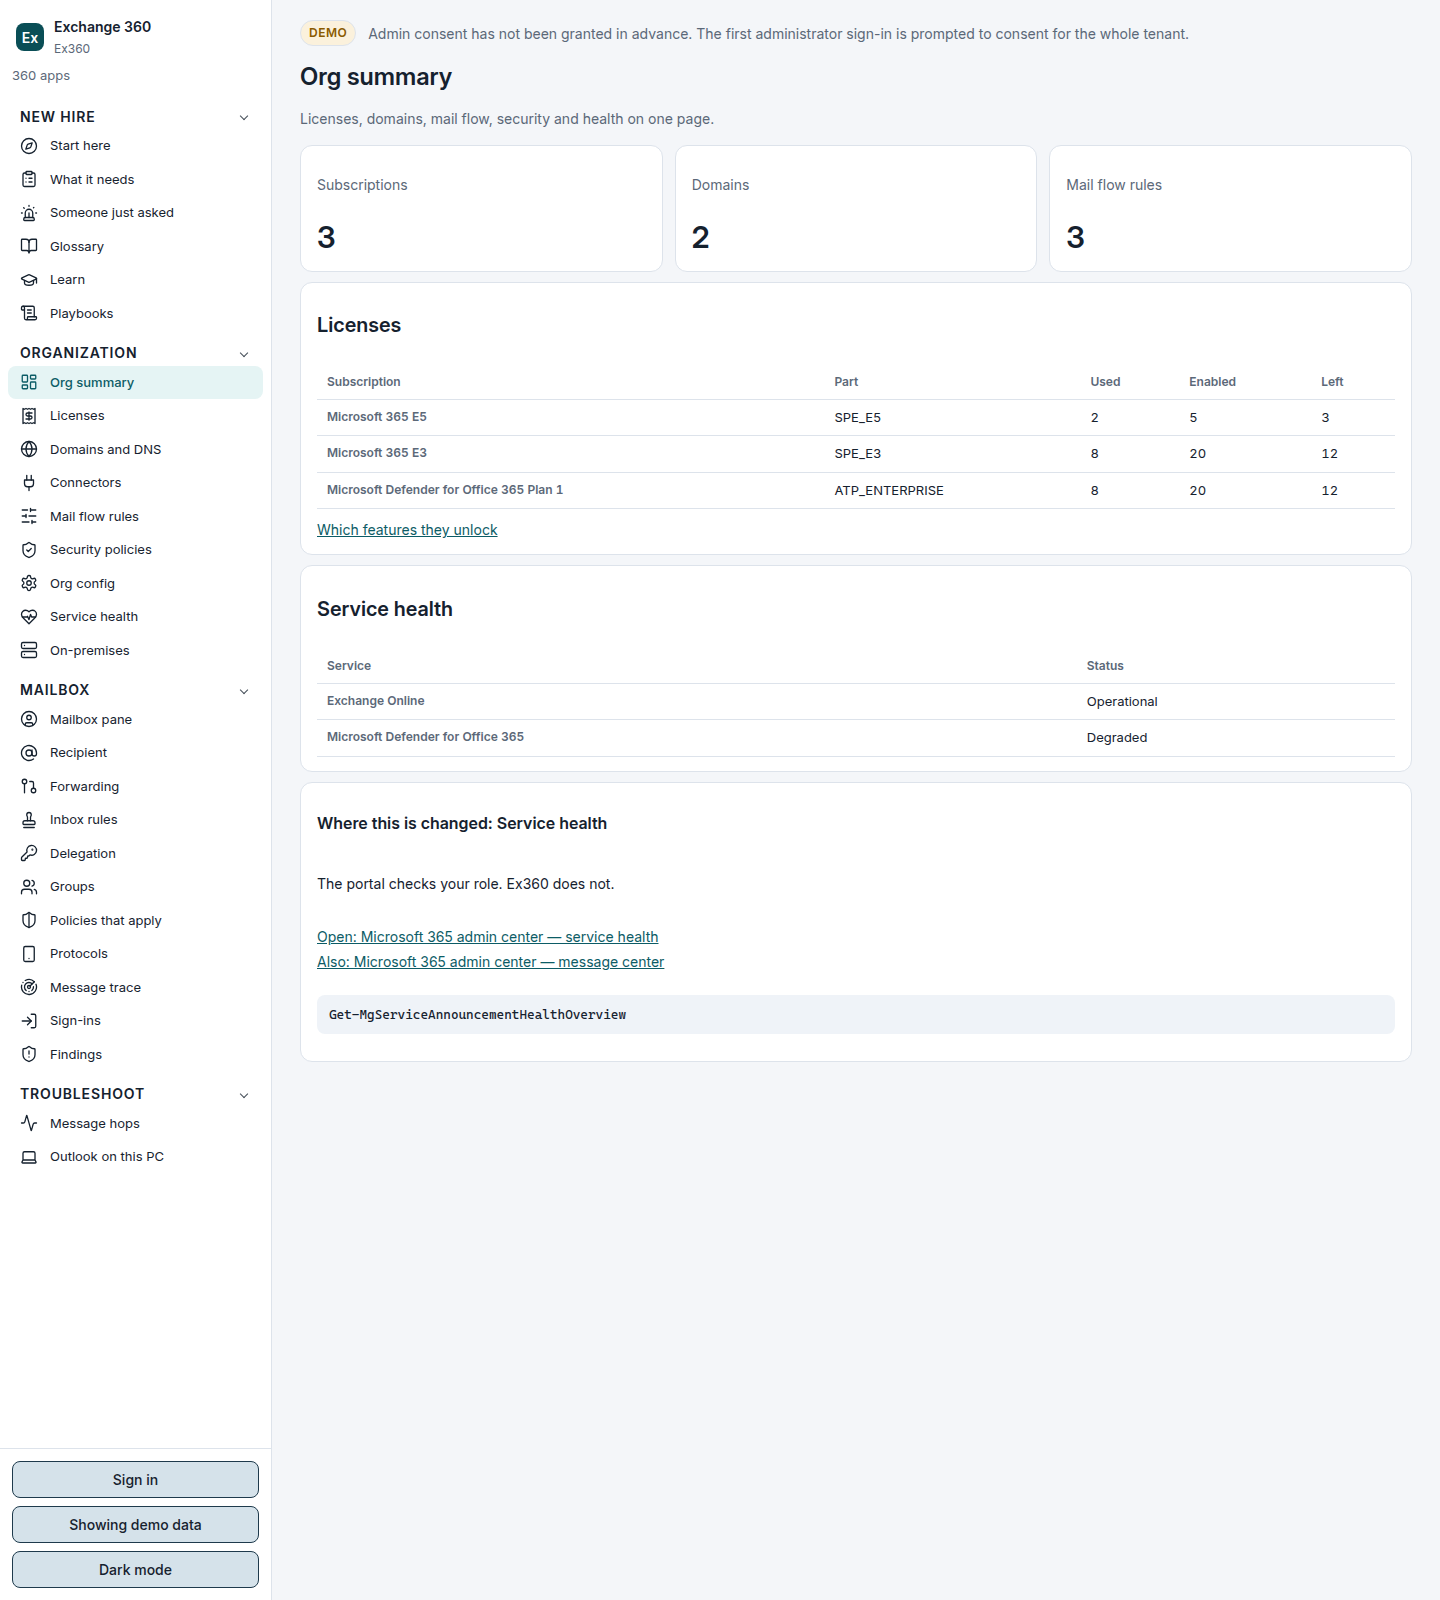 Ex
Exchange 360
Ex360
360 apps
NEW HIRE
Start here
What it needs
Someone just asked
Glossary
Learn
Playbooks
ORGANIZATION
Org summary
Licenses
Domains and DNS
Connectors
Mail flow rules
Security policies
Org config
Service health
On-premises
MAILBOX
Mailbox pane
Recipient
Forwarding
Inbox rules
Delegation
Groups
Policies that apply
Protocols
Message trace
Sign-ins
Findings
TROUBLESHOOT
Message hops
Outlook on this PC
Sign in
Showing demo data
Dark mode
DEMO Admin consent has not been granted in advance. The first administrator sign-in is prompted to consent for the whole tenant.
Org summary
Licenses, domains, mail flow, security and health on one page.
Subscriptions
3
Domains
2
Mail flow rules
3
Licenses
Subscription Part Used Enabled Left
Microsoft 365 E5 SPE_E5 2 5 3
Microsoft 365 E3 SPE_E3 8 20 12
Microsoft Defender for Office 365 Plan 1 ATP_ENTERPRISE 8 20 12
Which features they unlock
Service health
Service Status
Exchange Online Operational
Microsoft Defender for Office 365 Degraded
Where this is changed: Service health
The portal checks your role. Ex360 does not.
Open: Microsoft 365 admin center — service health
Also: Microsoft 365 admin center — message center
Get-MgServiceAnnouncementHealthOverview